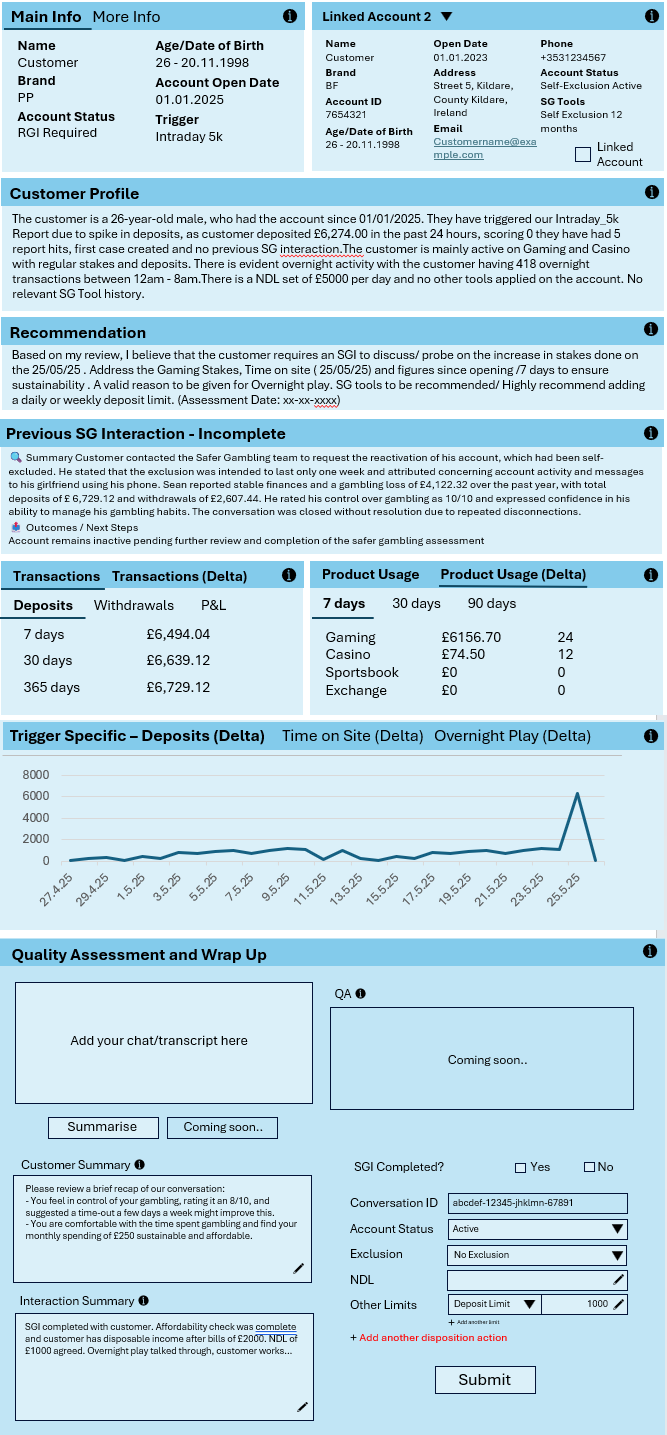 Main Info More Info
Name
Customer
Brand
PP
Account Status
RGI Required
Age/Date of Birth
26 - 20.11.1998
Account Open Date
01.01.2025
Trigger
Intraday 5k
Linked Account 2
Name
Customer
Brand
BF
Account ID
7654321
Age/Date of Birth
26 - 20.11.1998
Open Date
01.01.2023
Address
Street 5, Kildare,
County Kildare,
Ireland
Email
Customername@exa
mple.com
Phone
+3531234567
Account Status
Self-Exclusion Active
SG Tools
Self Exclusion 12
months
Linked
Account
Customer Profile
The customer is a 26-year-old male, who had the account since 01/01/2025. They have triggered our Intraday_5k
Report due to spike in deposits, as customer deposited £6,274.00 in the past 24 hours, scoring 0 they have had 5
report hits, first case created and no previous SG interaction.The customer is mainly active on Gaming and Casino
with regular stakes and deposits. There is evident overnight activity with the customer having 418 overnight
transactions between 12am - 8am.There is a NDL set of £5000 per day and no other tools applied on the account. No
relevant SG Tool history.
Recommendation
Based on my review, I believe that the customer requires an SGI to discuss/ probe on the increase in stakes done on
the 25/05/25 . Address the Gaming Stakes, Time on site ( 25/05/25) and figures since opening /7 days to ensure
sustainability . A valid reason to be given for Overnight play. SG tools to be recommended/ Highly recommend adding
a daily or weekly deposit limit. (Assessment Date: xx-xx-xxxx)
Previous SG Interaction - Incomplete
Summary Customer contacted the Safer Gambling team to request the reactivation of his account, which had been self-
excluded. He stated that the exclusion was intended to last only one week and attributed concerning account activity and messages
to his girlfriend using his phone. Sean reported stable finances and a gambling loss of £4,122.32 over the past year, with total
deposits of £ 6,729.12 and withdrawals of £2,607.44. He rated his control over gambling as 10/10 and expressed confidence in his
ability to manage his gambling habits. The conversation was closed without resolution due to repeated disconnections.
Outcomes / Next Steps
Account remains inactive pending further review and completion of the safer gambling assessment
Transactions Transactions (Delta)
Deposits Withdrawals P&L
7 days £6,494.04
30 days £6,639.12
365 days £6,729.12
Product Usage Product Usage (Delta)
7 days 30 days 90 days
Gaming £6156.70 24
Casino £74.50 12
Sportsbook £0 0
Exchange £0 0
Trigger Specific – Deposits (Delta) Time on Site (Delta) Overnight Play (Delta)
8000
6000
4000
2000
0
27.4.25 29.4.25 1.5.25 3.5.25 5.5.25 7.5.25 9.5.25 11.5.25 13.5.25 15.5.25 17.5.25 19.5.25 21.5.25 23.5.25 25.5.25
Quality Assessment and Wrap Up
Add your chat/transcript here
QA
Coming soon..
Summarise Coming soon..
Customer Summary
Please review a brief recap of our conversation:
- You feel in control of your gambling, rating it an 8/10, and
suggested a time-out a few days a week might improve this.
- You are comfortable with the time spent gambling and find your
monthly spending of £250 sustainable and affordable.
Interaction Summary
SGI completed with customer. Affordability check was complete
and customer has disposable income after bills of £2000. NDL of
£1000 agreed. Overnight play talked through, customer works...
SGI Completed? Yes No
Conversation ID abcdef-12345-jhklmn-67891
Account Status Active
Exclusion No Exclusion
NDL
Other Limits Deposit Limit 1000
+ Add another limit
+ Add another disposition action
Submit